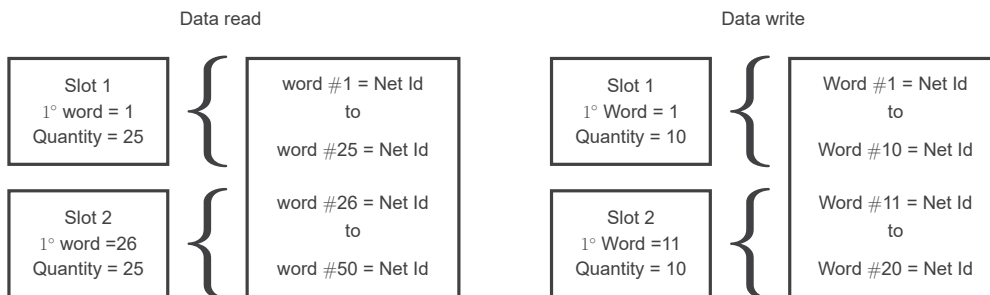 Data read
Slot 1
1° word = 1
Quantity = 25
word #1 = Net Id
to
word #25 = Net Id
Slot 2
1° word =26
Quantity = 25
word #26 = Net Id
to
word #50 = Net Id
Data write
Slot 1
1° Word = 1
Quantity = 10
Word #1 = Net Id
to
Word #10 = Net Id
Slot 2
1° Word =11
Quantity = 10
Word #11 = Net Id
to
Word #20 = Net Id